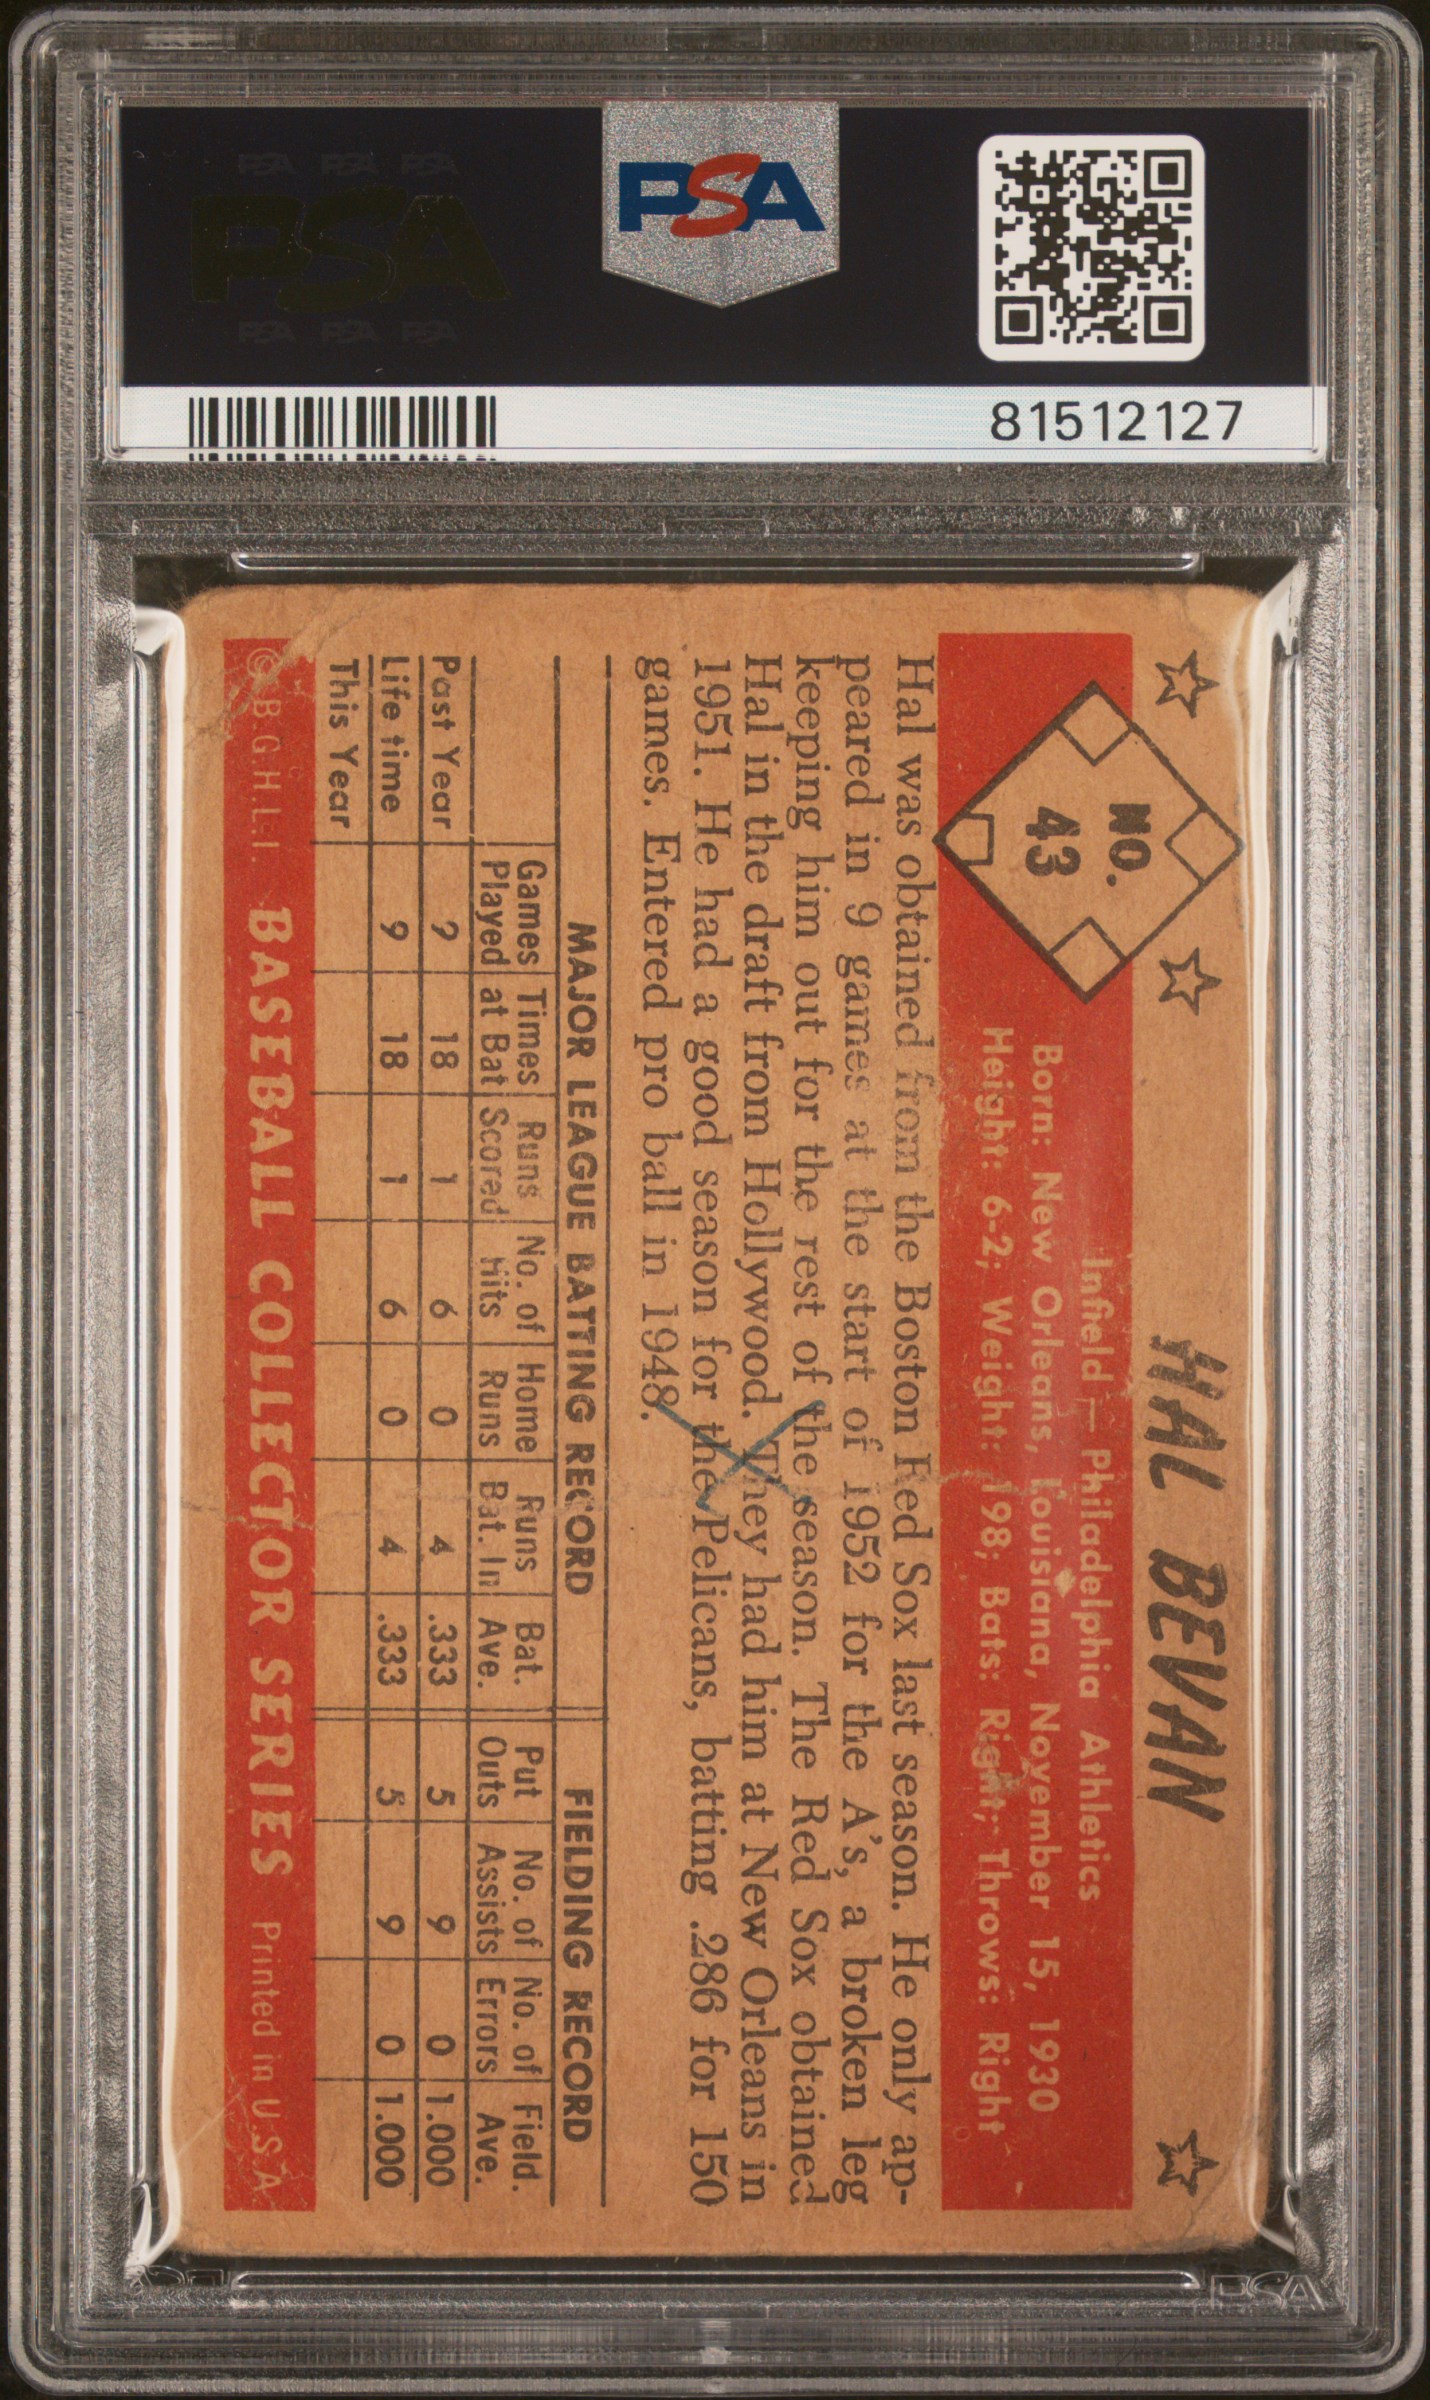 PSA PSA PSA
PSA
PSA PSA PSA
PSA
81512127
NO.
43
HAL BEVAN
Infield — Philadelphia Athletics
Born: New Orleans, Louisiana, November 15, 1930
Height: 6-2; Weight: 198; Bats: Right; Throws: Right
Hal was obtained from the Boston Red Sox last season. He only ap-
peared in 9 games at the start of 1952 for the A's, a broken leg
keeping him out for the rest of the season. The Red Sox obtained
Hal in the draft from Hollywood. They had him at New Orleans in
1951. He had a good season for the Pelicans, batting .286 for 150
games. Entered pro ball in 1948.
MAJOR LEAGUE BATTING RECORD FIELDING RECORD
Games Times Runs No. of Home Runs Bat. Put No. of No. of Field.
Played at Bat Scored Hits Runs Bat. In Ave. Outs Assists Errors Ave.
Past Year 9 18 1 6 0 4 .333 5 9 0 1.000
Life time 9 18 1 6 0 4 .333 5 9 0 1.000
This Year
© B.G.H.L.I. BASEBALL COLLECTOR SERIES Printed in U.S.A.
PSA